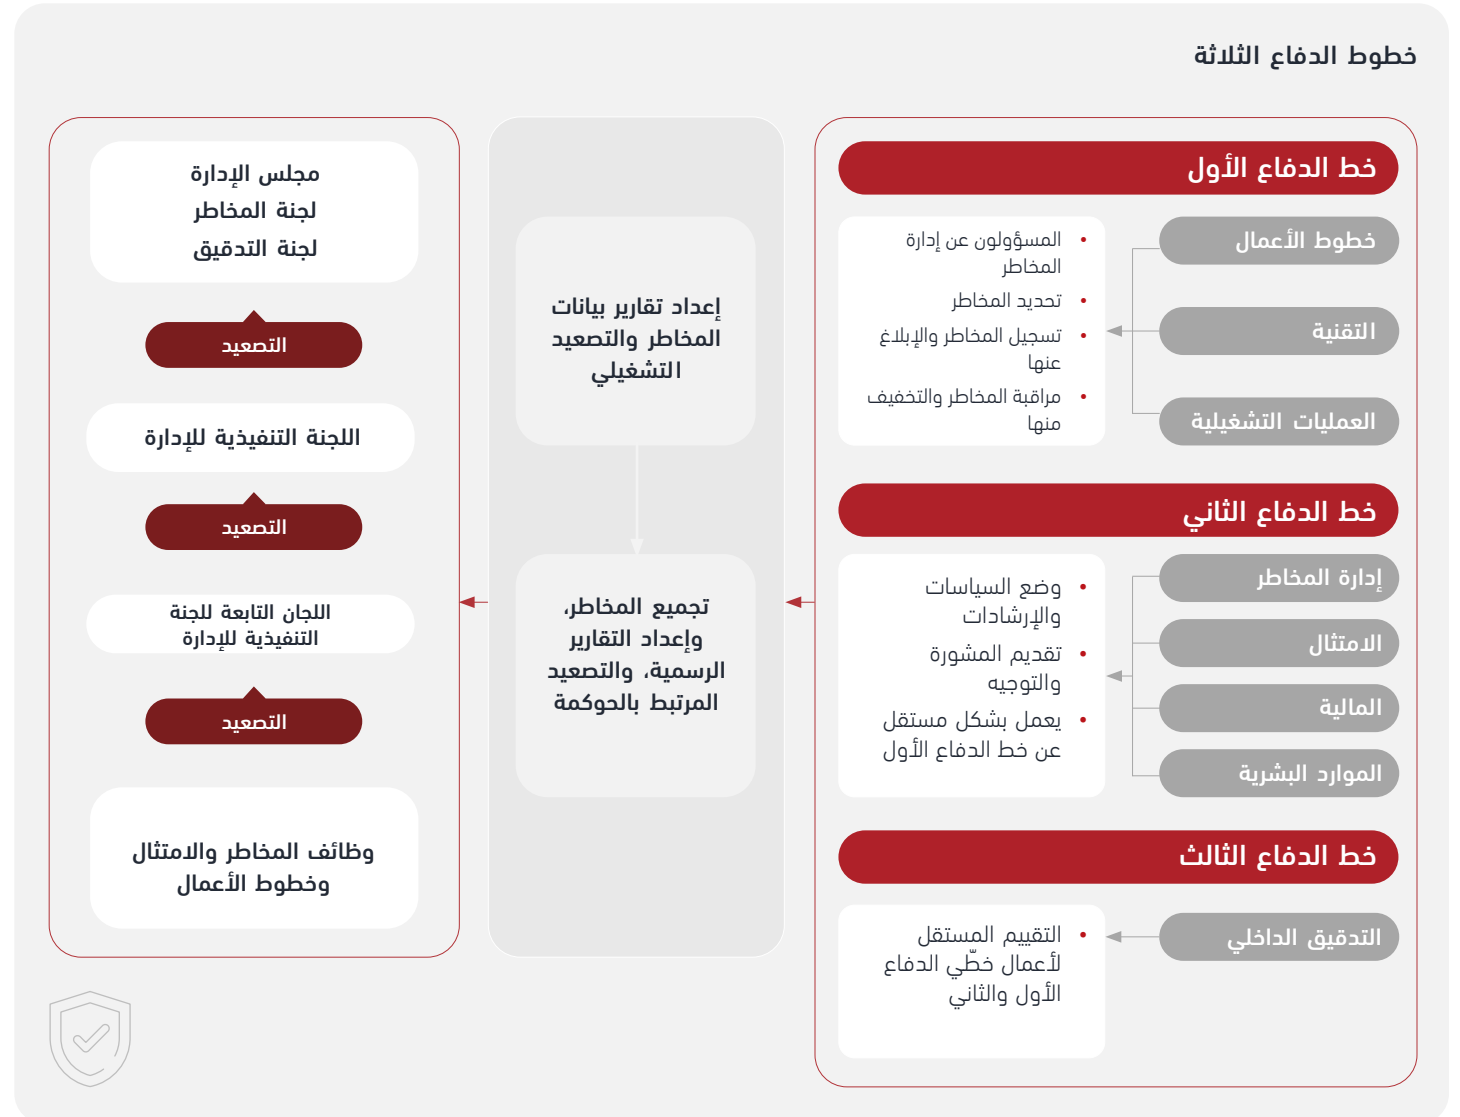 خطوط الدفاع الثلاثة
خط الدفاع الأول
خطوط الأعمال
التقنية
العمليات التشغيلية
• المسؤولون عن إدارة
المخاطر
• تحديد المخاطر
• تسجيل المخاطر والإبلاغ
عنها
• مراقبة المخاطر والتخفيف
منها
خط الدفاع الثاني
إدارة المخاطر
الامتثال
المالية
الموارد البشرية
• وضع السياسات
والإرشادات
• تقديم المشورة
والتوجيه
• يعمل بشكل مستقل
عن خط الدفاع الأول
خط الدفاع الثالث
التدقيق الداخلي
• التقييم المستقل
لأعمال خطّي الدفاع
الأول والثاني
إعداد تقارير بيانات
المخاطر والتصعيد
التشغيلي
تجميع المخاطر،
وإعداد التقارير
الرسمية، والتصعيد
المرتبط بالحوكمة
مجلس الإدارة
لجنة المخاطر
لجنة التدقيق
التصعيد
اللجنة التنفيذية للإدارة
التصعيد
اللجان التابعة للجنة
التنفيذية للإدارة
التصعيد
وظائف المخاطر والامتثال
وخطوط الأعمال